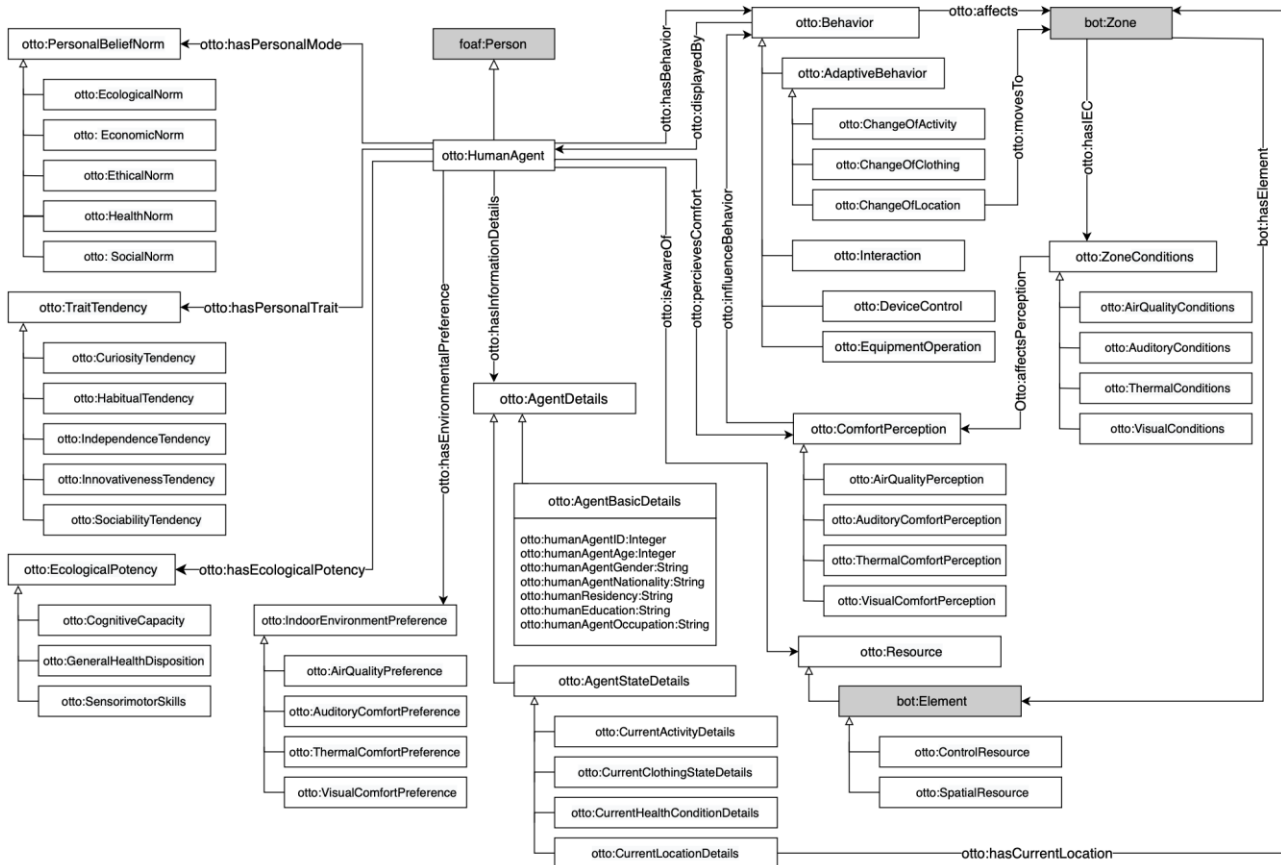 otto:PersonalBeliefNorm
otto:hasPersonalMode
otto:EcologicalNorm
otto: EconomicNorm
otto:EthicalNorm
otto:HealthNorm
otto: SocialNorm
otto:TraitTendency
otto:hasPersonalTrait
otto:CuriosityTendency
otto:HabitualTendency
otto:IndependenceTendency
otto:InnovativenessTendency
otto:SociabilityTendency
otto:EcologicalPotency
otto:hasEcologicalPotency
otto:CognitiveCapacity
otto:GeneralHealthDisposition
otto:SensorimotorSkills
foaf:Person
otto:HumanAgent
otto:hasEnvironmentalPreference
otto:IndoorEnvironmentPreference
otto:AirQualityPreference
otto:AuditoryComfortPreference
otto:ThermalComfortPreference
otto:VisualComfortPreference
otto:hasInformationDetails
otto:AgentDetails
otto:AgentBasicDetails
otto:humanAgentID:Integer
otto:humanAgentAge:Integer
otto:humanAgentGender:String
otto:humanAgentNationality:String
otto:humanResidency:String
otto:humanEducation:String
otto:humanAgentOccupation:String
otto:AgentStateDetails
otto:CurrentActivityDetails
otto:CurrentClothingStateDetails
otto:CurrentHealthConditionDetails
otto:CurrentLocationDetails
otto:hasCurrentLocation
otto:hasBehavior
otto:displayedBy
otto:isAwareOf
otto:percievesComfort
otto:influenceBehavior
otto:Behavior
otto:affects
otto:AdaptiveBehavior
otto:ChangeOfActivity
otto:ChangeOfClothing
otto:ChangeOfLocation
otto:movesTo
otto:Interaction
otto:DeviceControl
otto:EquipmentOperation
otto:ComfortPerception
otto:AirQualityPerception
otto:AuditoryComfortPerception
otto:ThermalComfortPerception
otto:VisualComfortPerception
otto:Resource
bot:Element
otto:ControlResource
otto:SpatialResource
bot:Zone
otto:hasIEC
bot:hasElement
otto:ZoneConditions
Otto:affectsPerception
otto:AirQualityConditions
otto:AuditoryConditions
otto:ThermalConditions
otto:VisualConditions